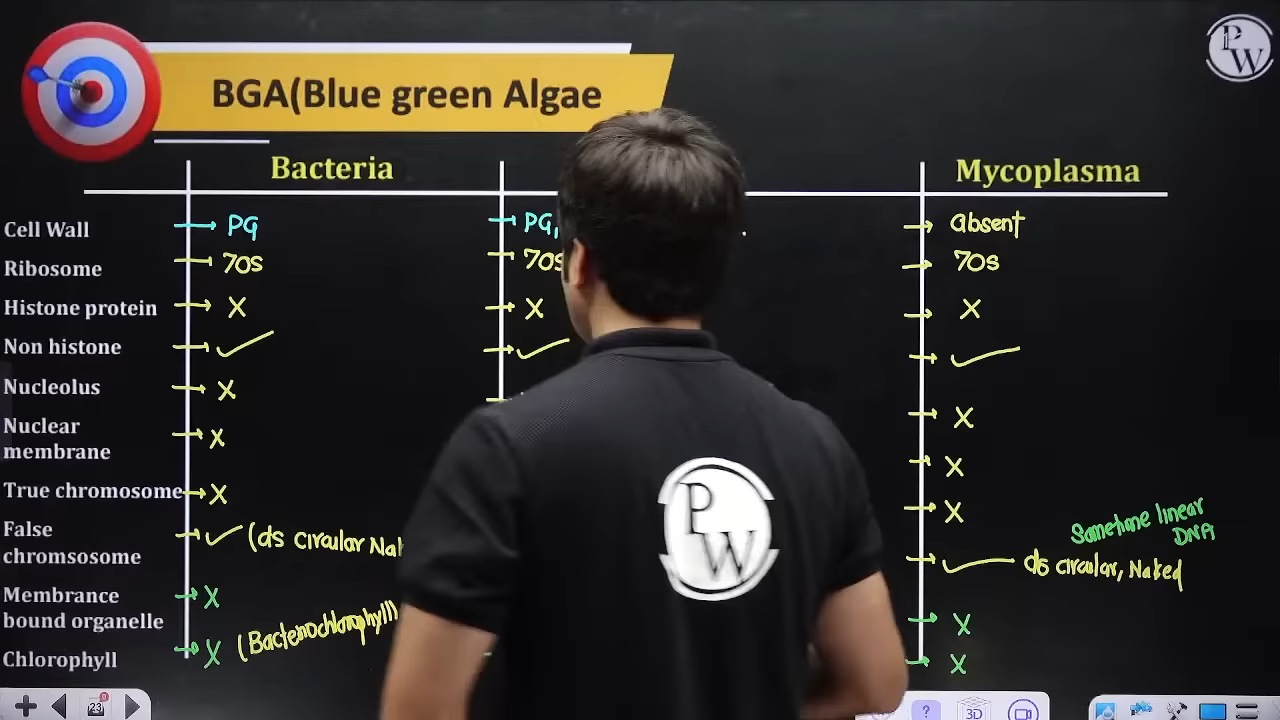 P W
BGA(Blue green Algae
Bacteria Mycoplasma
Cell Wall PG PG, absent
Ribosome 70S 70S 70S
Histone protein X X X
Non histone ✓ ✓ ✓
Nucleolus X X
Nuclear
membrane X X
True chromosome X X
False
chromsosome ✓ (ds circular Nak ✓ ds circular, Naked
Sometime linear
DNA
Membrance
bound organelle X X
Chlorophyll X (Bacteriochlorophyll) X
P W
23 ? 3D